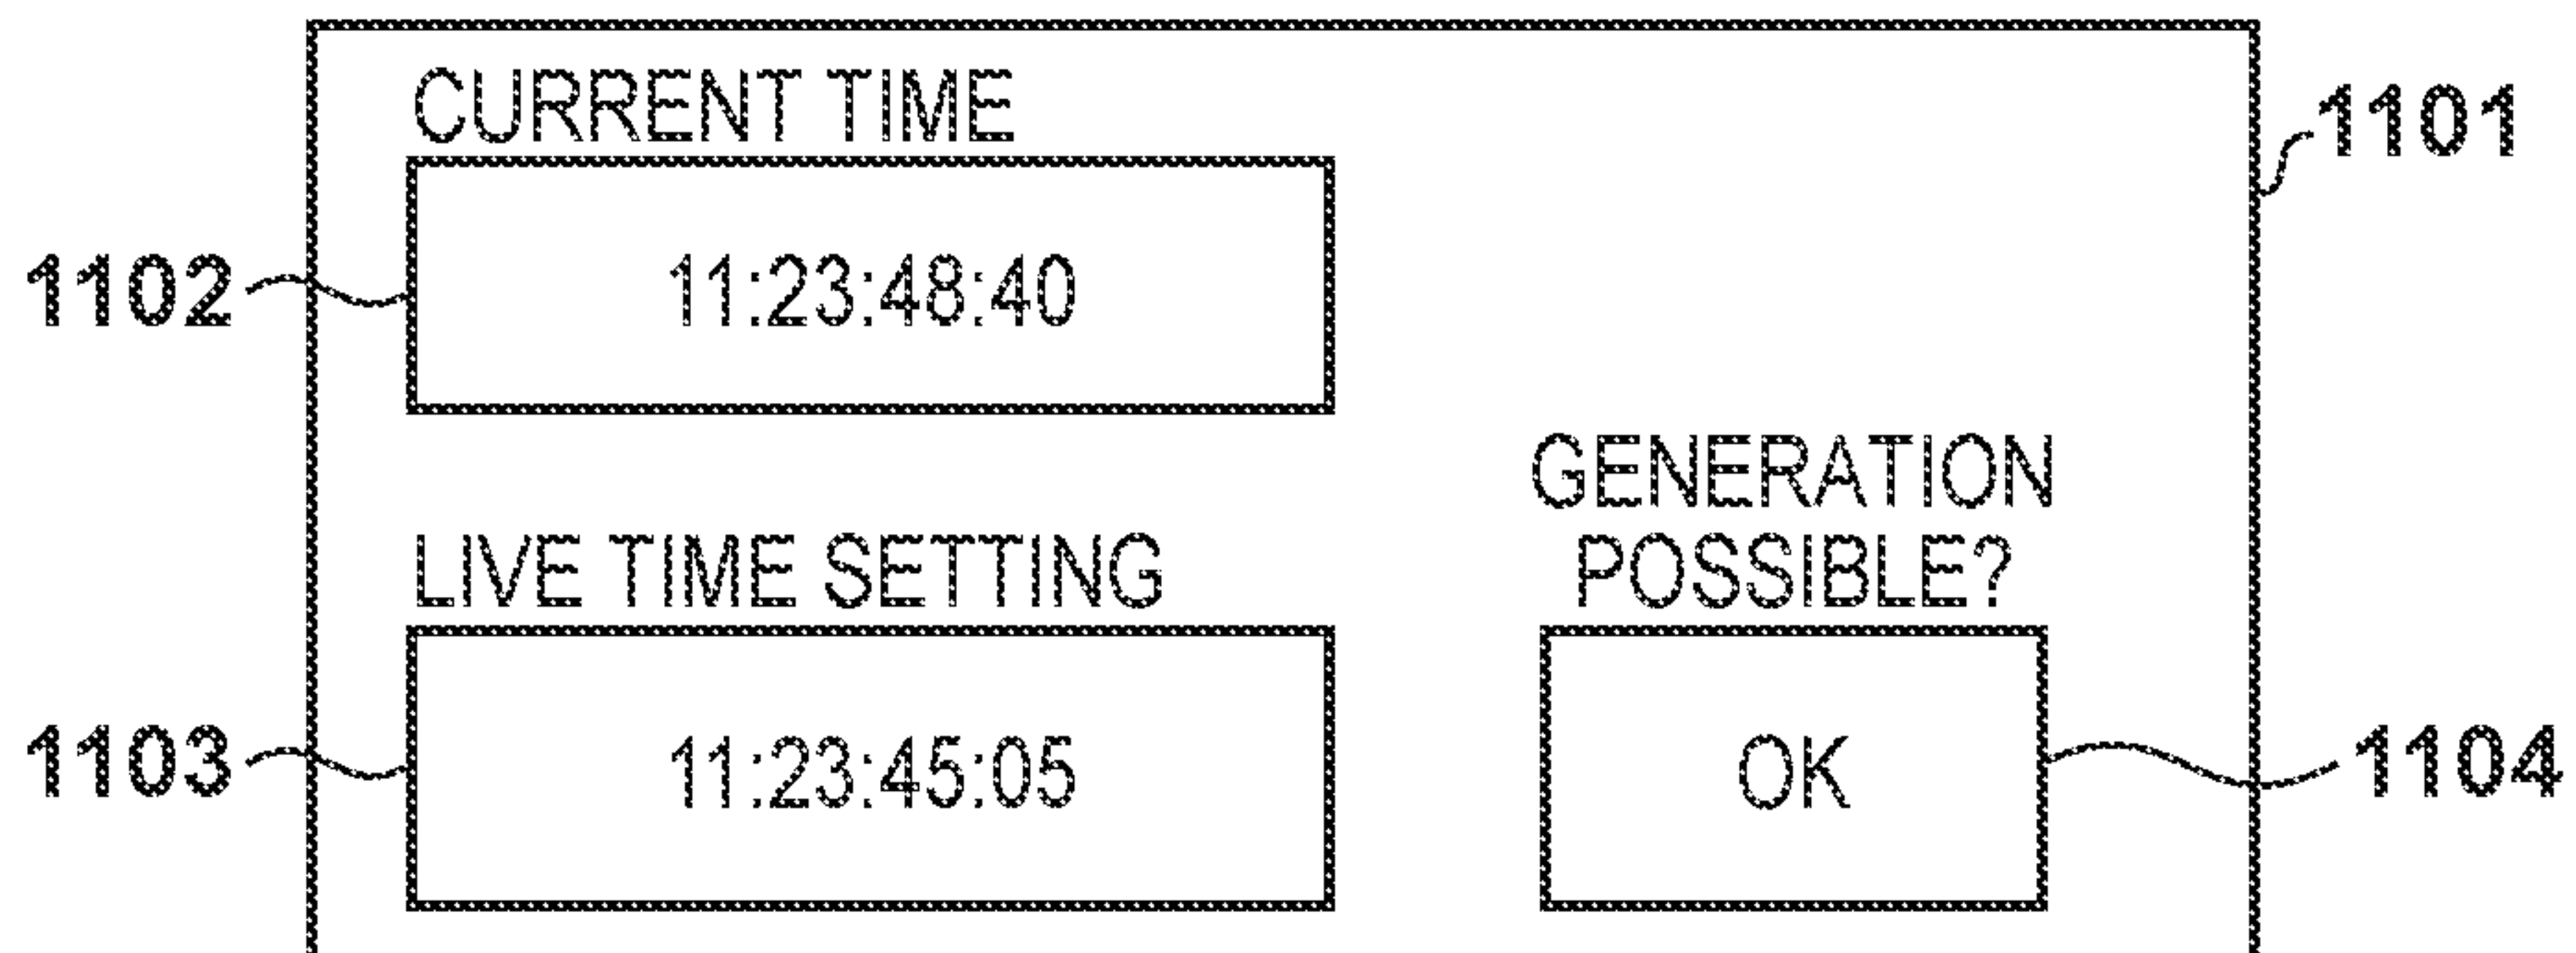 CURRENT TIME
1101
1102
11:23:48:40
GENERATION
POSSIBLE?
LIVE TIME SETTING
1103
11:23:45:05
OK
1104